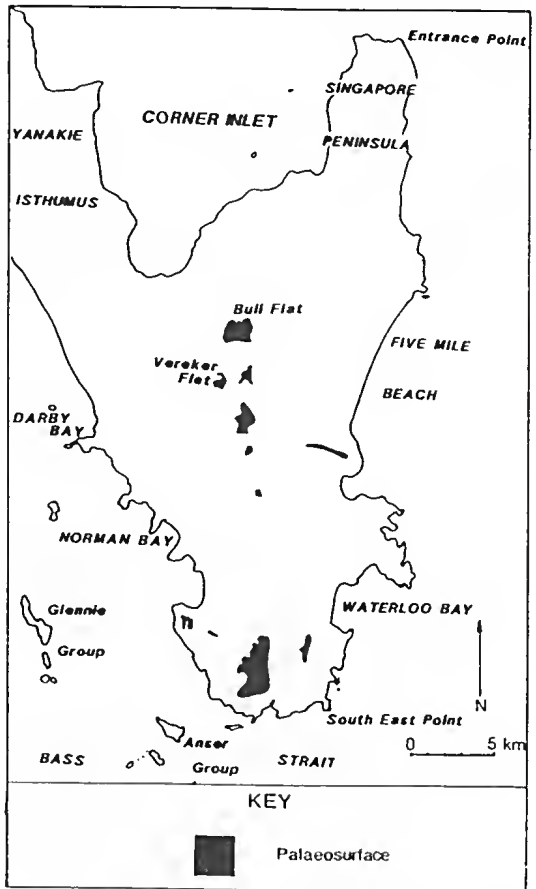 Entrance Point
SINGAPORE
CORNER INLET
YANAKIE
PENINSULA
ISTHUMUS
Bull Flat
FIVE MILE
Vereker
Flat
BEACH
DARBY
BAY
NORMAN BAY
Glennie
WATERLOO BAY
Group
N
South East Point
Anser
0 5 km
BASS
Group
STRAIT
KEY
Palaeosurface